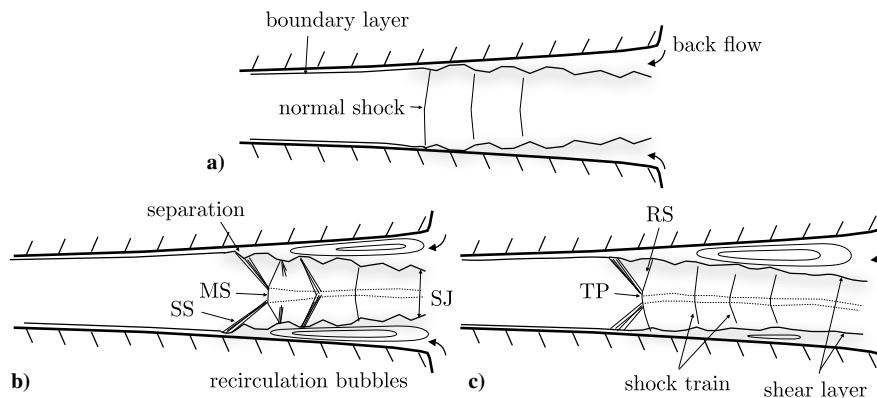 boundary layer
back flow
normal shock
a)
separation
MS
SS
SJ
recirculation bubbles
b)
RS
TP
shock train
shear layer
c)